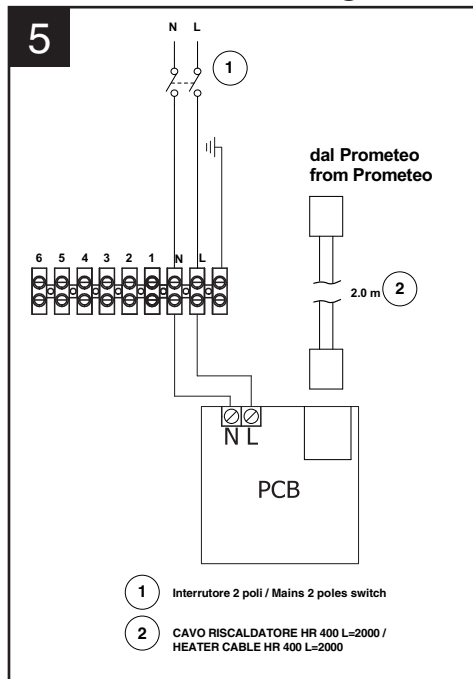 5
N L
1
dal Prometeo
from Prometeo
6 5 4 3 2 1 N L
2.0 m 2
N L
PCB
1 Interrutore 2 poli / Mains 2 poles switch
2 CAVO RISCALDATORE HR 400 L=2000 /
HEATER CABLE HR 400 L=2000